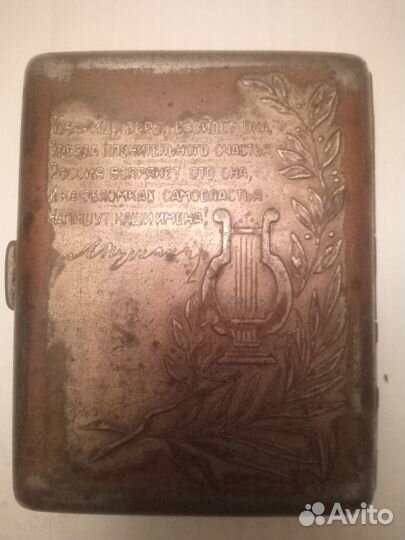 ТОВАРИЩ, ВЕРЬ: ВЗОЙДЕТ ОНА,
ЗВЕЗДА ПЛЕНИТЕЛЬНОГО СЧАСТЬЯ
РОССИЯ ВСПРЯНЕТ ОТО СНА,
И НА ОБЛОМКАХ САМОВЛАСТЬЯ
НАПИШУТ НАШИ ИМЕНА!
А Пушкин
Avito